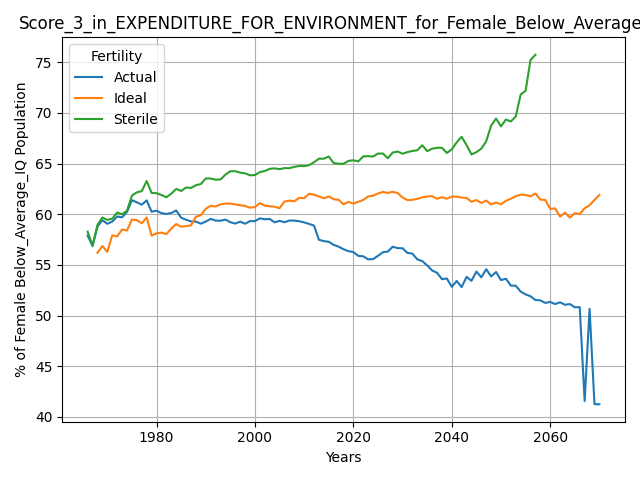 Score_3_in_EXPENDITURE_FOR_ENVIRONMENT_for_Female_Below_Average
Fertility
Actual
Ideal
Sterile
% of Female Below_Average_IQ Population
75
70
65
60
55
50
45
40
1980
2000
2020
2040
2060
Years